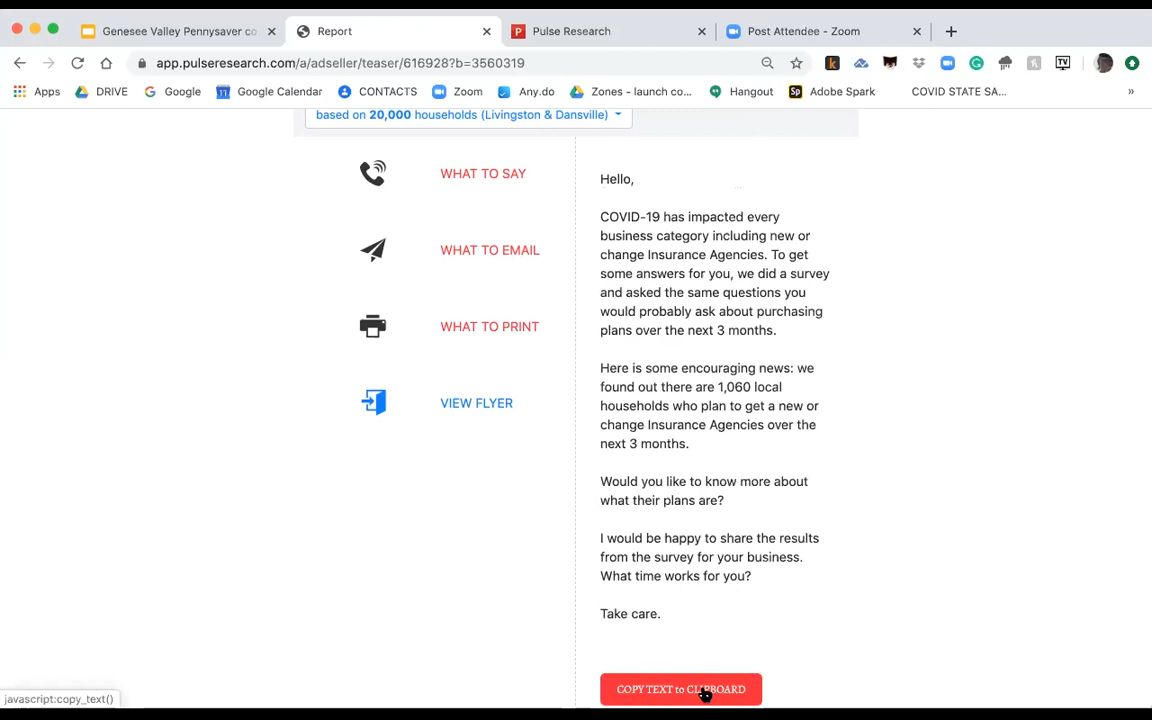 Genesee Valley Pennysaver co
Report
Pulse Research
Post Attendee - Zoom
app.pulseresearch.com/a/adseller/teaser/616928?b=3560319
Apps
DRIVE
Google
Google Calendar
CONTACTS
Zoom
Any.do
Zones - launch co...
Hangout
Adobe Spark
COVID STATE SA...
»
based on 20,000 households (Livingston & Dansville)
WHAT TO SAY
WHAT TO EMAIL
WHAT TO PRINT
VIEW FLYER
Hello,
COVID-19 has impacted every
business category including new or
change Insurance Agencies. To get
some answers for you, we did a survey
and asked the same questions you
would probably ask about purchasing
plans over the next 3 months.
Here is some encouraging news: we
found out there are 1,060 local
households who plan to get a new or
change Insurance Agencies over the
next 3 months.
Would you like to know more about
what their plans are?
I would be happy to share the results
from the survey for your business.
What time works for you?
Take care.
COPY TEXT to CLIPBOARD
javascript:copy_text()